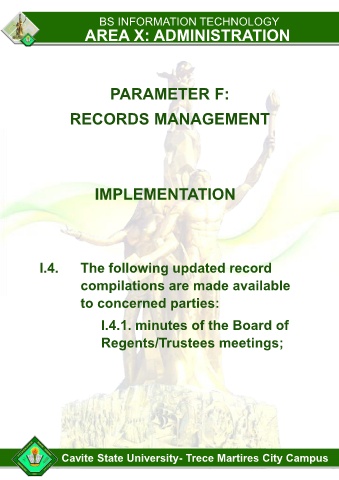 BS INFORMATION TECHNOLOGY
AREA X: ADMINISTRATION
PARAMETER F:
RECORDS MANAGEMENT
IMPLEMENTATION
I.4. The following updated record
compilations are made available
to concerned parties:
I.4.1. minutes of the Board of
Regents/Trustees meetings;
Cavite State University- Trece Martires City Campus